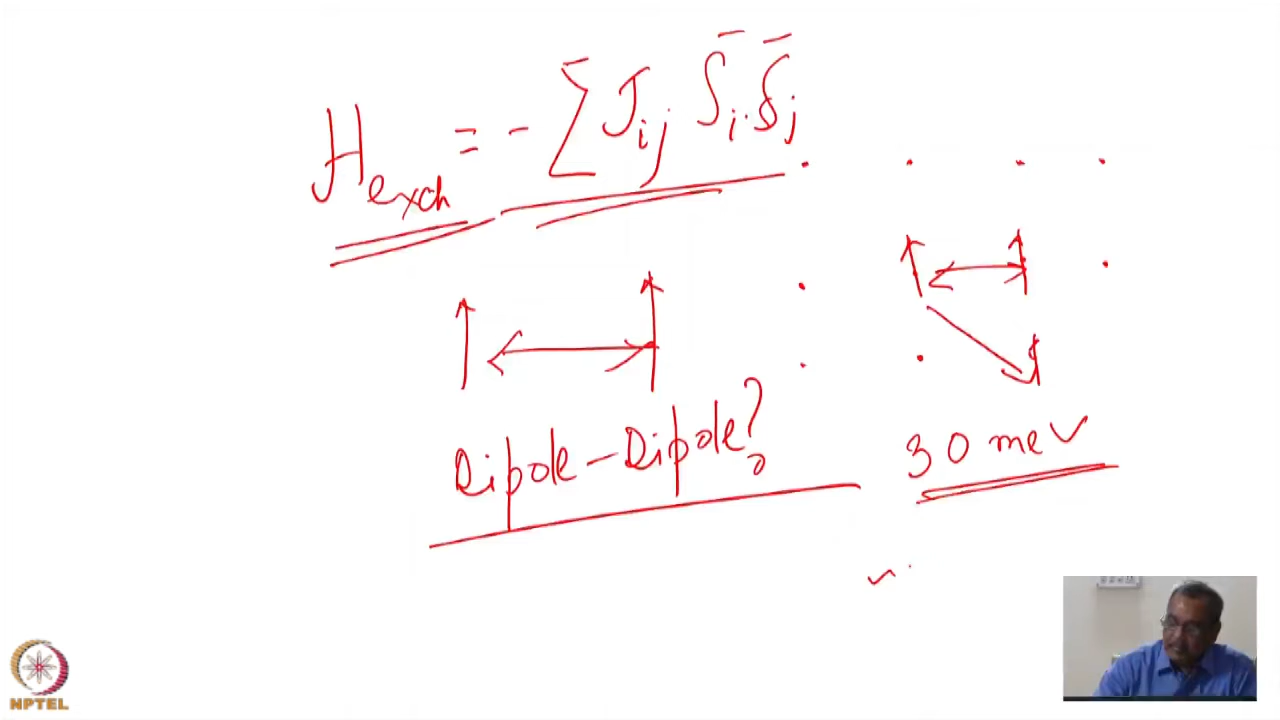 H_exch = - Σ J_ij S̄_i · S̄_j
Dipole-Dipole?
30 meV
NPTEL